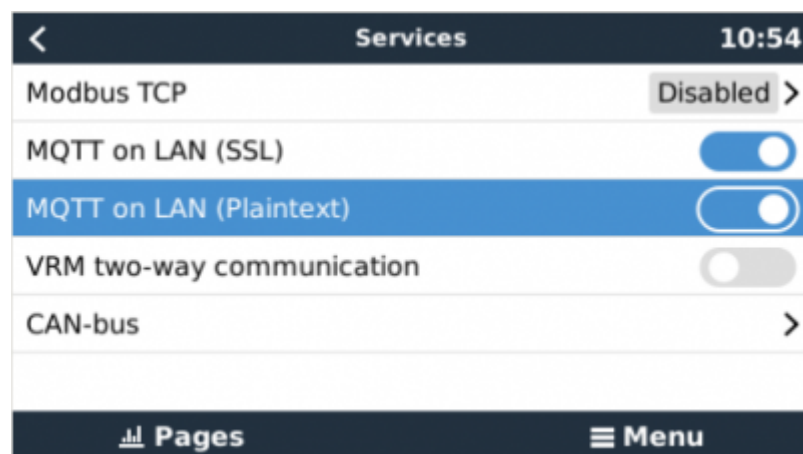 Services 10:54
Modbus TCP Disabled
MQTT on LAN (SSL)
MQTT on LAN (Plaintext)
VRM two-way communication
CAN-bus
Pages Menu